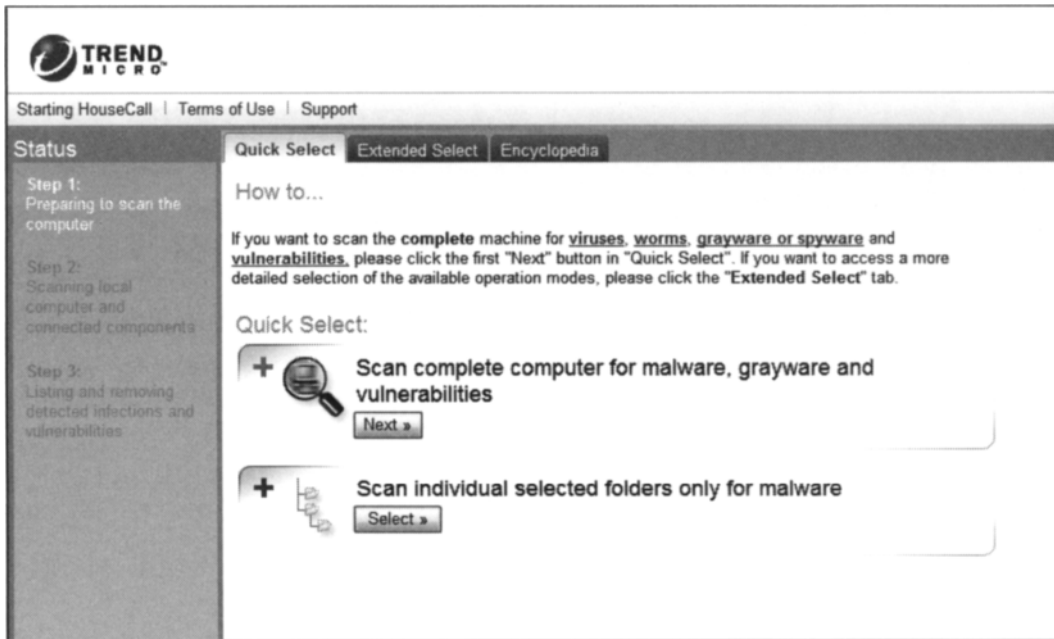 TREND
MICRO™
Starting HouseCall | Terms of Use | Support
Status
Step 1:
Preparing to scan the
computer
Step 2:
Scanning local
computer and
connected components
Step 3:
Listing and removing
detected infections and
vulnerabilities
Quick Select
Extended Select
Encyclopedia
How to...
If you want to scan the complete machine for viruses, worms, grayware or spyware and
vulnerabilities, please click the first "Next" button in "Quick Select". If you want to access a more
detailed selection of the available operation modes, please click the "Extended Select" tab.
Quick Select:
Scan complete computer for malware, grayware and
vulnerabilities
Next »
Scan individual selected folders only for malware
Select »